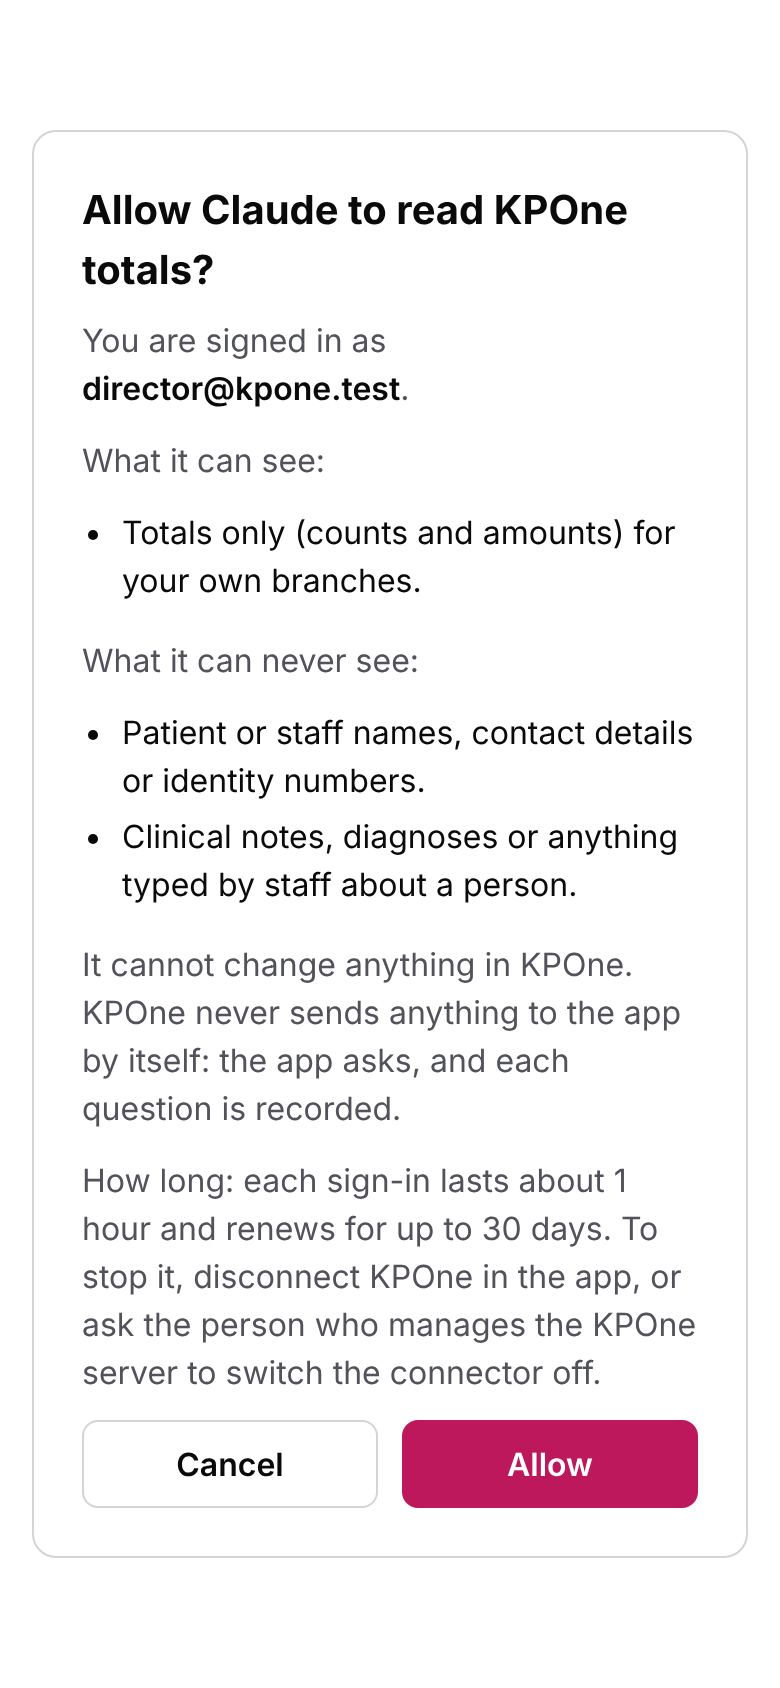 Allow Claude to read KPOne
totals?
You are signed in as
director@kpone.test.
What it can see:
• Totals only (counts and amounts) for
your own branches.
What it can never see:
• Patient or staff names, contact details
or identity numbers.
• Clinical notes, diagnoses or anything
typed by staff about a person.
It cannot change anything in KPOne.
KPOne never sends anything to the app
by itself: the app asks, and each
question is recorded.
How long: each sign-in lasts about 1
hour and renews for up to 30 days. To
stop it, disconnect KPOne in the app, or
ask the person who manages the KPOne
server to switch the connector off.
Cancel
Allow